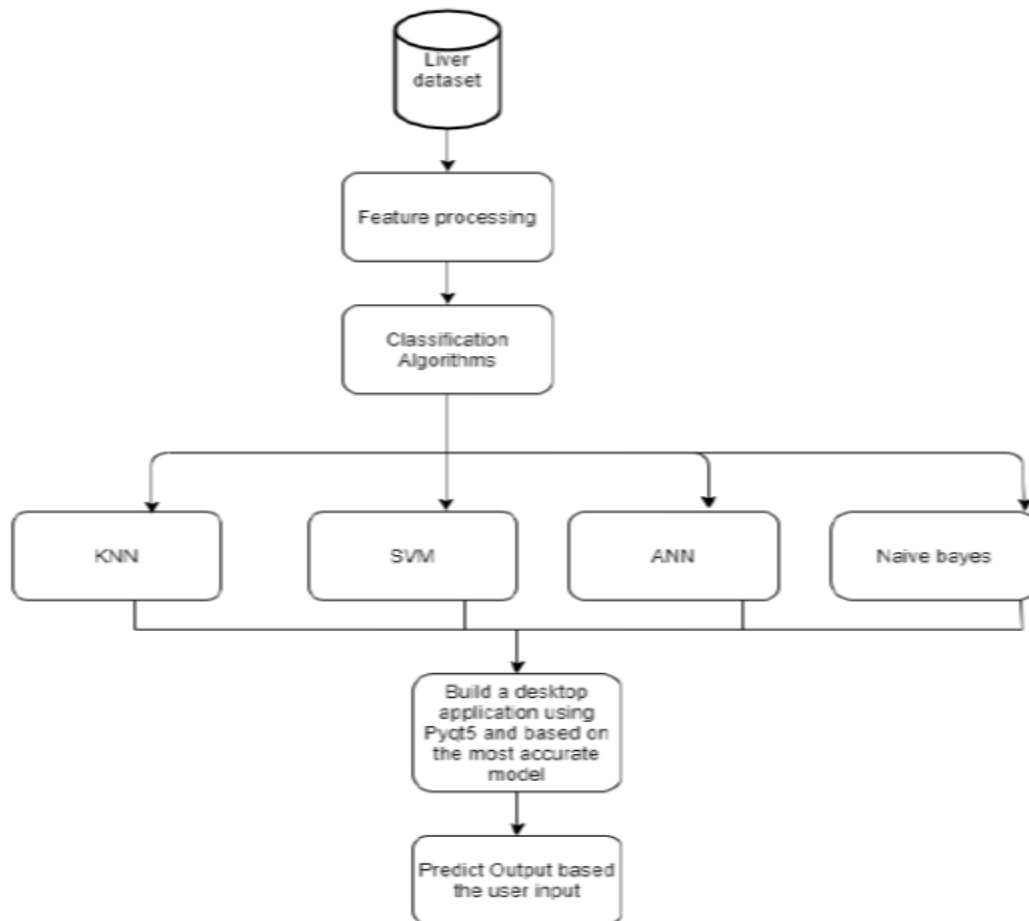 Liver
dataset
Feature processing
Classification
Algorithms
KNN
SVM
ANN
Naive bayes
Build a desktop
application using
Pyqt5 and based on
the most accurate
model
Predict Output based
the user input